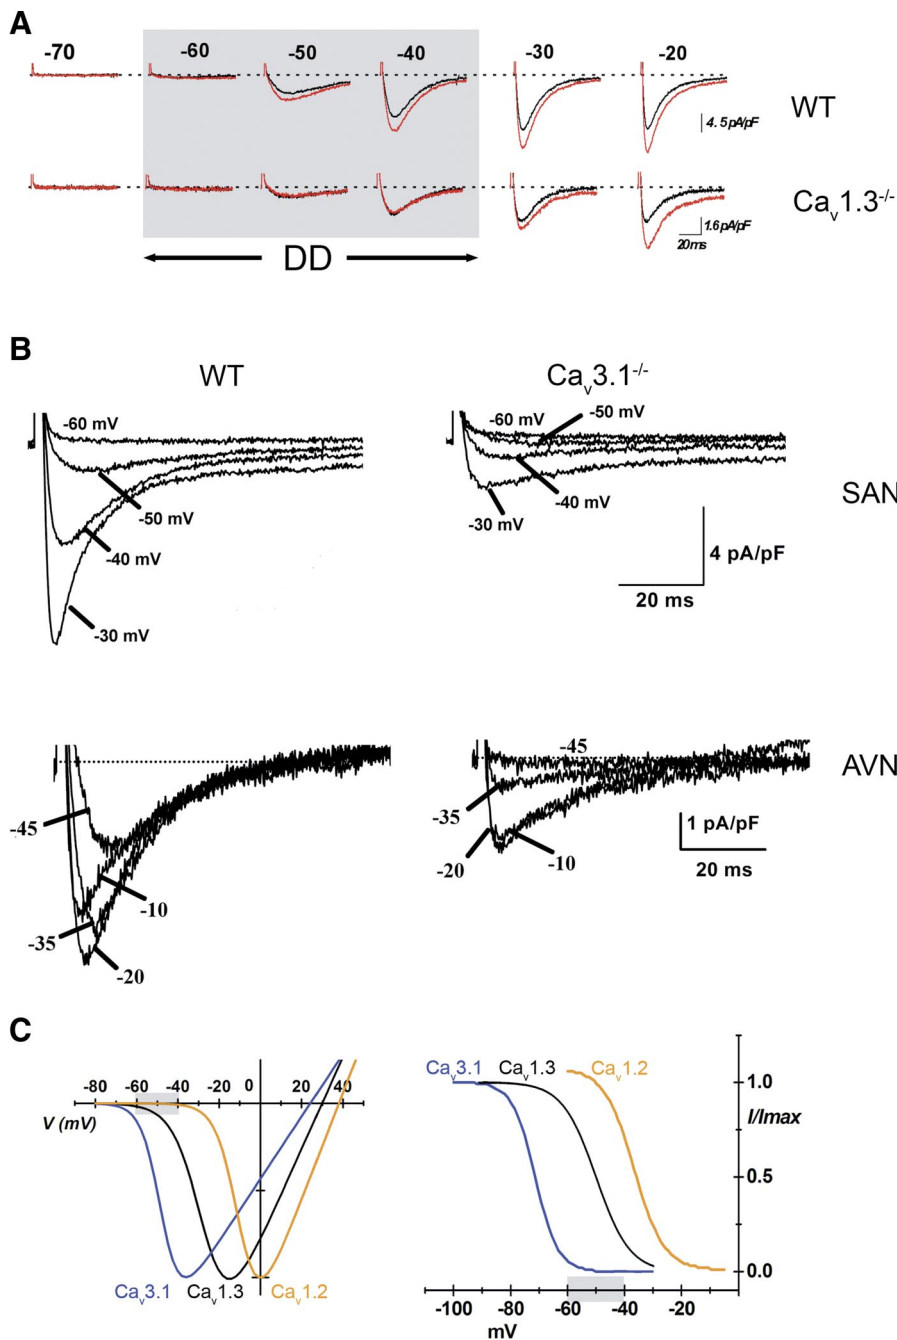 A
-70 -60 -50 -40 -30 -20
WT
4.5pA/pF
Cav1.3-/-
1.6pA/pF
20ms
DD
B
WT Cav3.1-/-
-60 mV
-50 mV
-40 mV
-30 mV
-60 mV
-50 mV
-40 mV
-30 mV
SAN
4 pA/pF
20 ms
-45
-10
-35
-20
-45
-35
-20
-10
AVN
1 pA/pF
20 ms
C
-80 -60 -40 -20 0 20 40
V (mV)
Cav3.1 Cav1.3 Cav1.2
Cav3.1 Cav1.3 Cav1.2
1.0
I/Imax
0.5
0.0
-100 -80 -60 -40 -20
mV